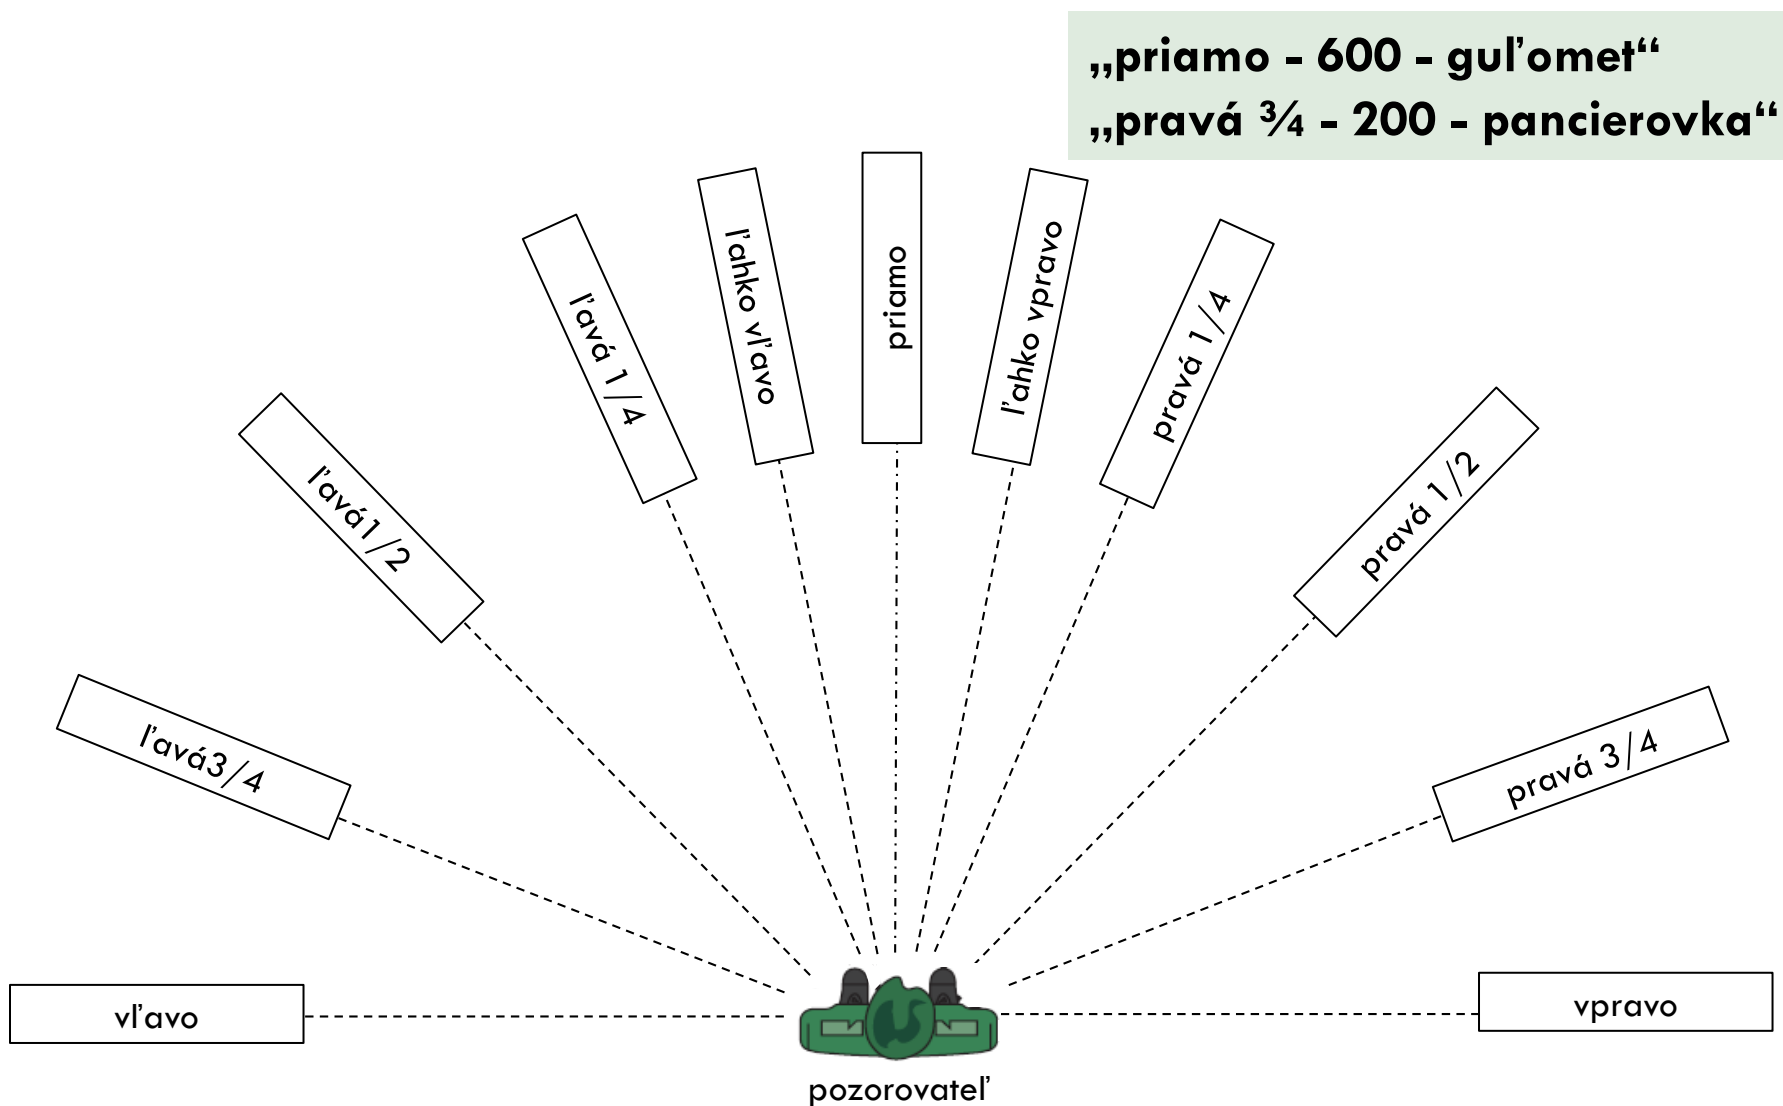 „priamo - 600 - guľomet“
„pravá ¾ - 200 - pancierovka“
vľavo
ľavá3/4
ľavá1/2
ľavá 1/4
ľahko vľavo
priamo
ľahko vpravo
pravá 1/4
pravá 1/2
pravá 3/4
vpravo
pozorovateľ